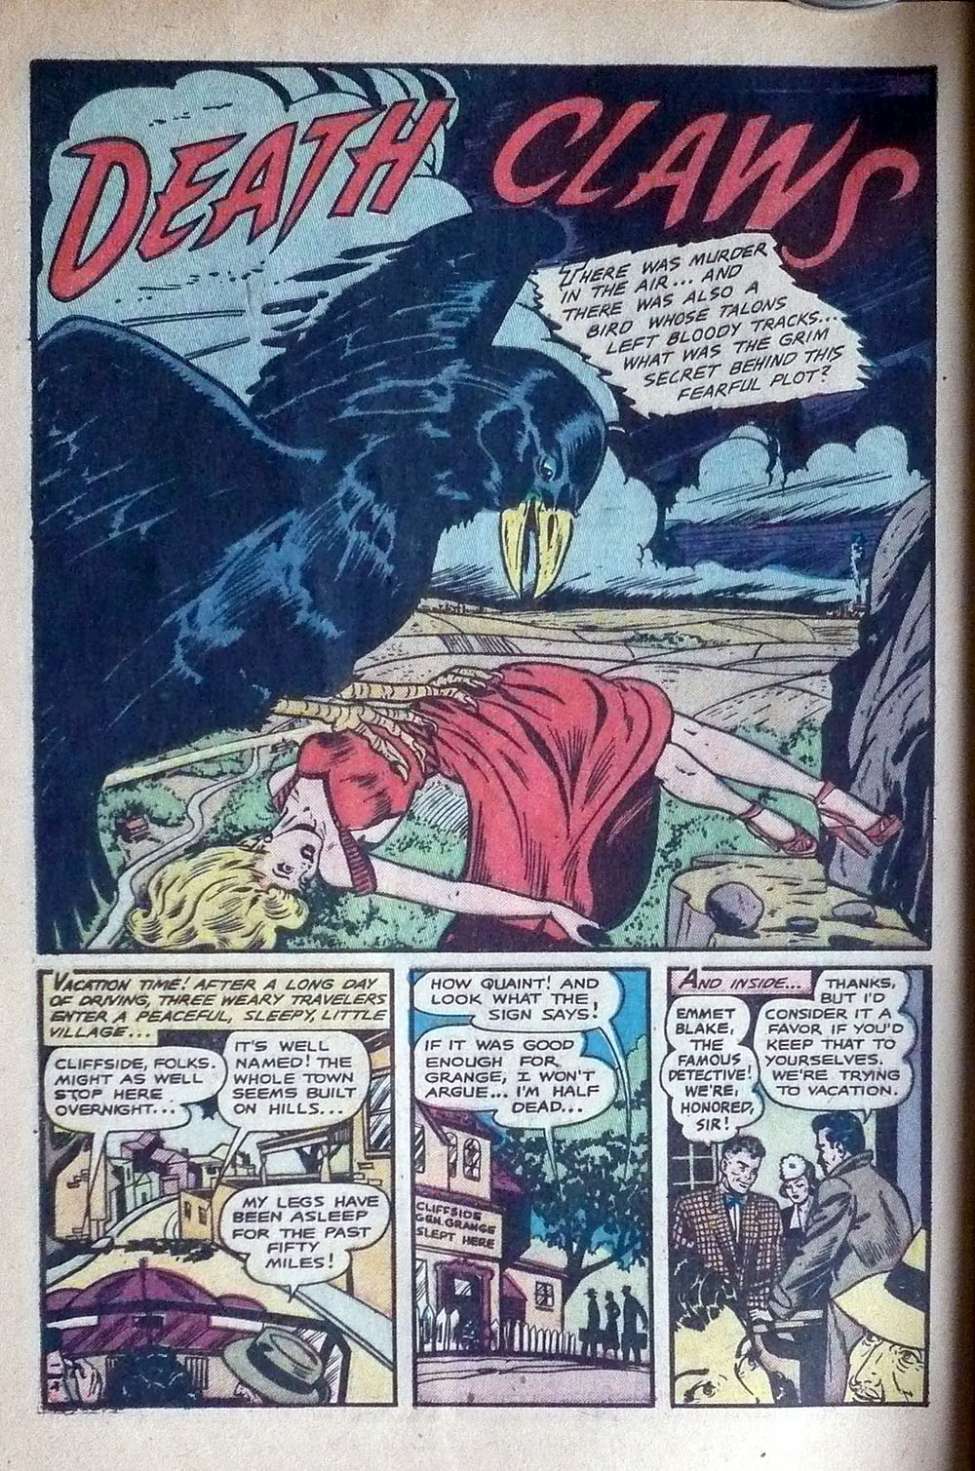 DEATH CLAWS
THERE WAS MURDER
IN THE AIR... AND
THERE WAS ALSO A
BIRD WHOSE TALONS
LEFT BLOODY TRACKS...
WHAT WAS THE GRIM
SECRET BEHIND THIS
FEARFUL PLOT?
VACATION TIME! AFTER A LONG DAY
OF DRIVING, THREE WEARY TRAVELERS
ENTER A PEACEFUL, SLEEPY, LITTLE
VILLAGE...
CLIFFSIDE, FOLKS.
MIGHT AS WELL
STOP HERE
OVERNIGHT...
IT'S WELL
NAMED! THE
WHOLE TOWN
SEEMS BUILT
ON HILLS...
MY LEGS HAVE
BEEN ASLEEP
FOR THE PAST
FIFTY
MILES!
4
HOW QUAINT! AND
LOOK WHAT THE
SIGN SAYS!
IF IT WAS GOOD
ENOUGH FOR
GRANGE, I WON'T
ARGUE... I'M HALF
DEAD...
CLIFFSIDE
GEN. GRANGE
SLEPT HERE
AND INSIDE...
EMMET
BLAKE,
THE
FAMOUS
DETECTIVE!
WE'RE,
HONORED,
SIR!
THANKS,
BUT I'D
CONSIDER IT A
FAVOR IF YOU'D
KEEP THAT TO
YOURSELVES.
WE'RE TRYING
TO VACATION.